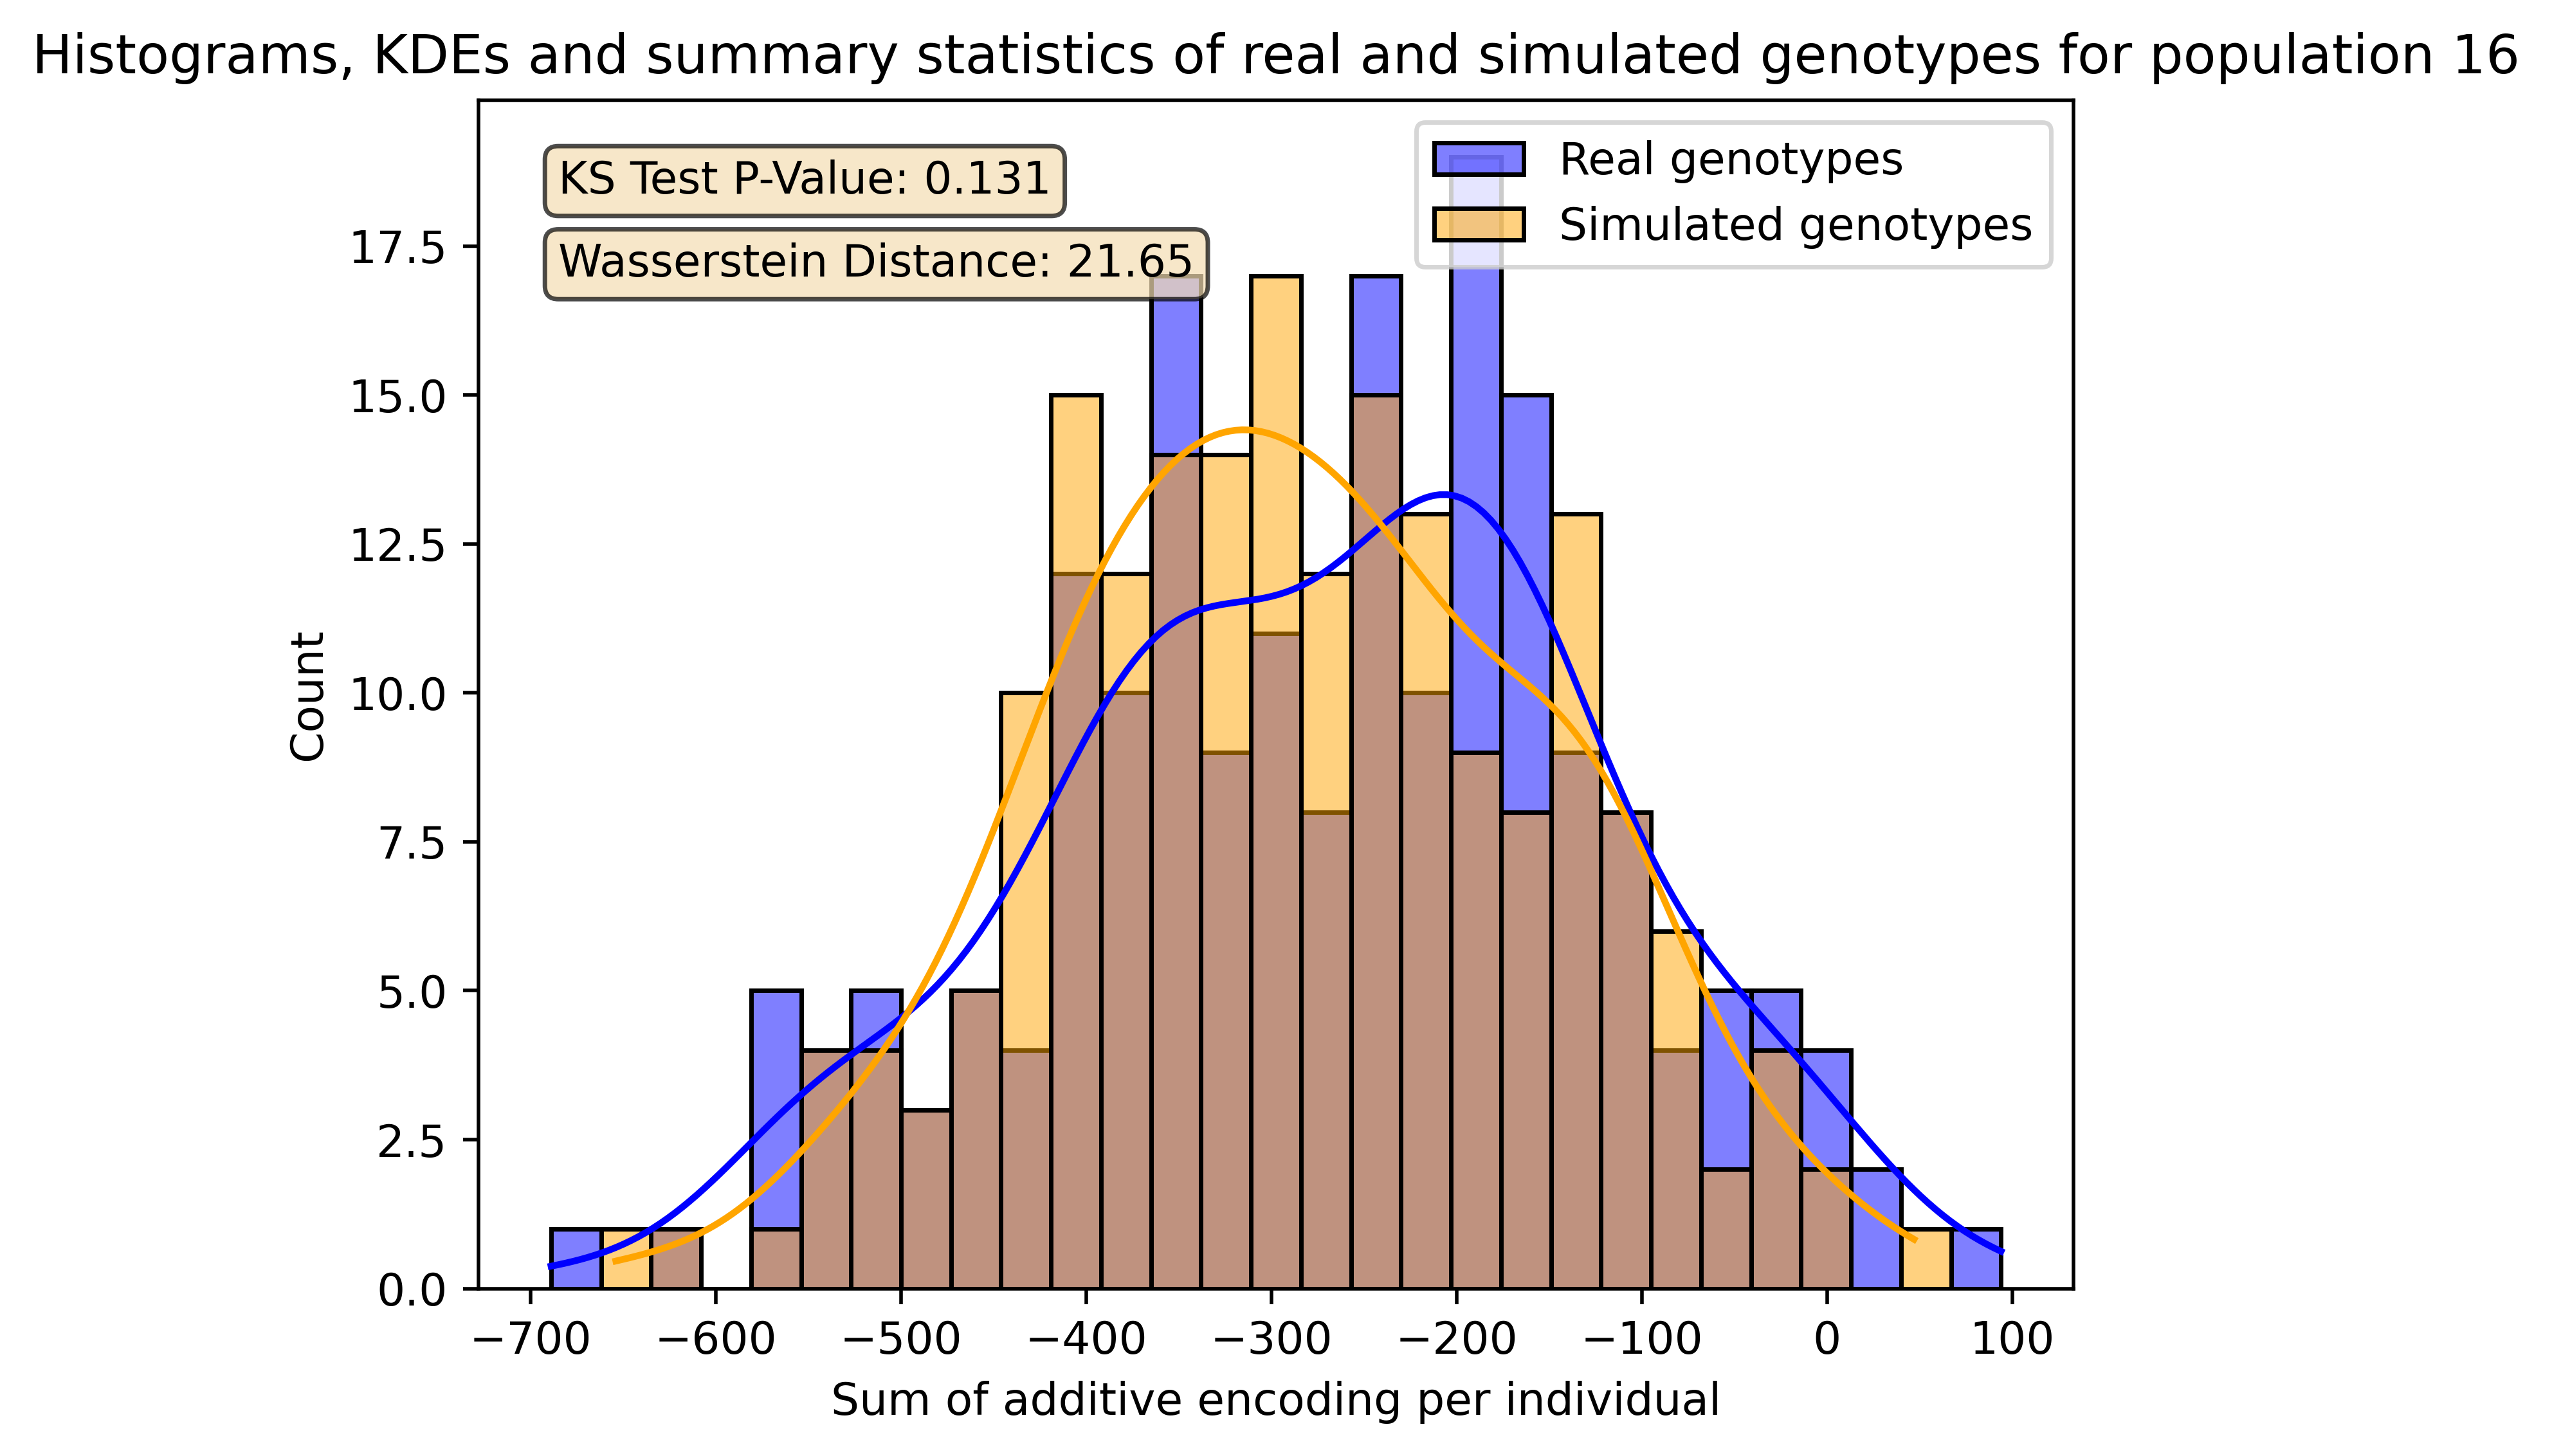 Histograms, KDEs and summary statistics of real and simulated genotypes for population 16
KS Test P-Value: 0.131
Wasserstein Distance: 21.65
Real genotypes
Simulated genotypes
Count
17.5
15.0
12.5
10.0
7.5
5.0
2.5
0.0
−700 −600 −500 −400 −300 −200 −100 0 100
Sum of additive encoding per individual